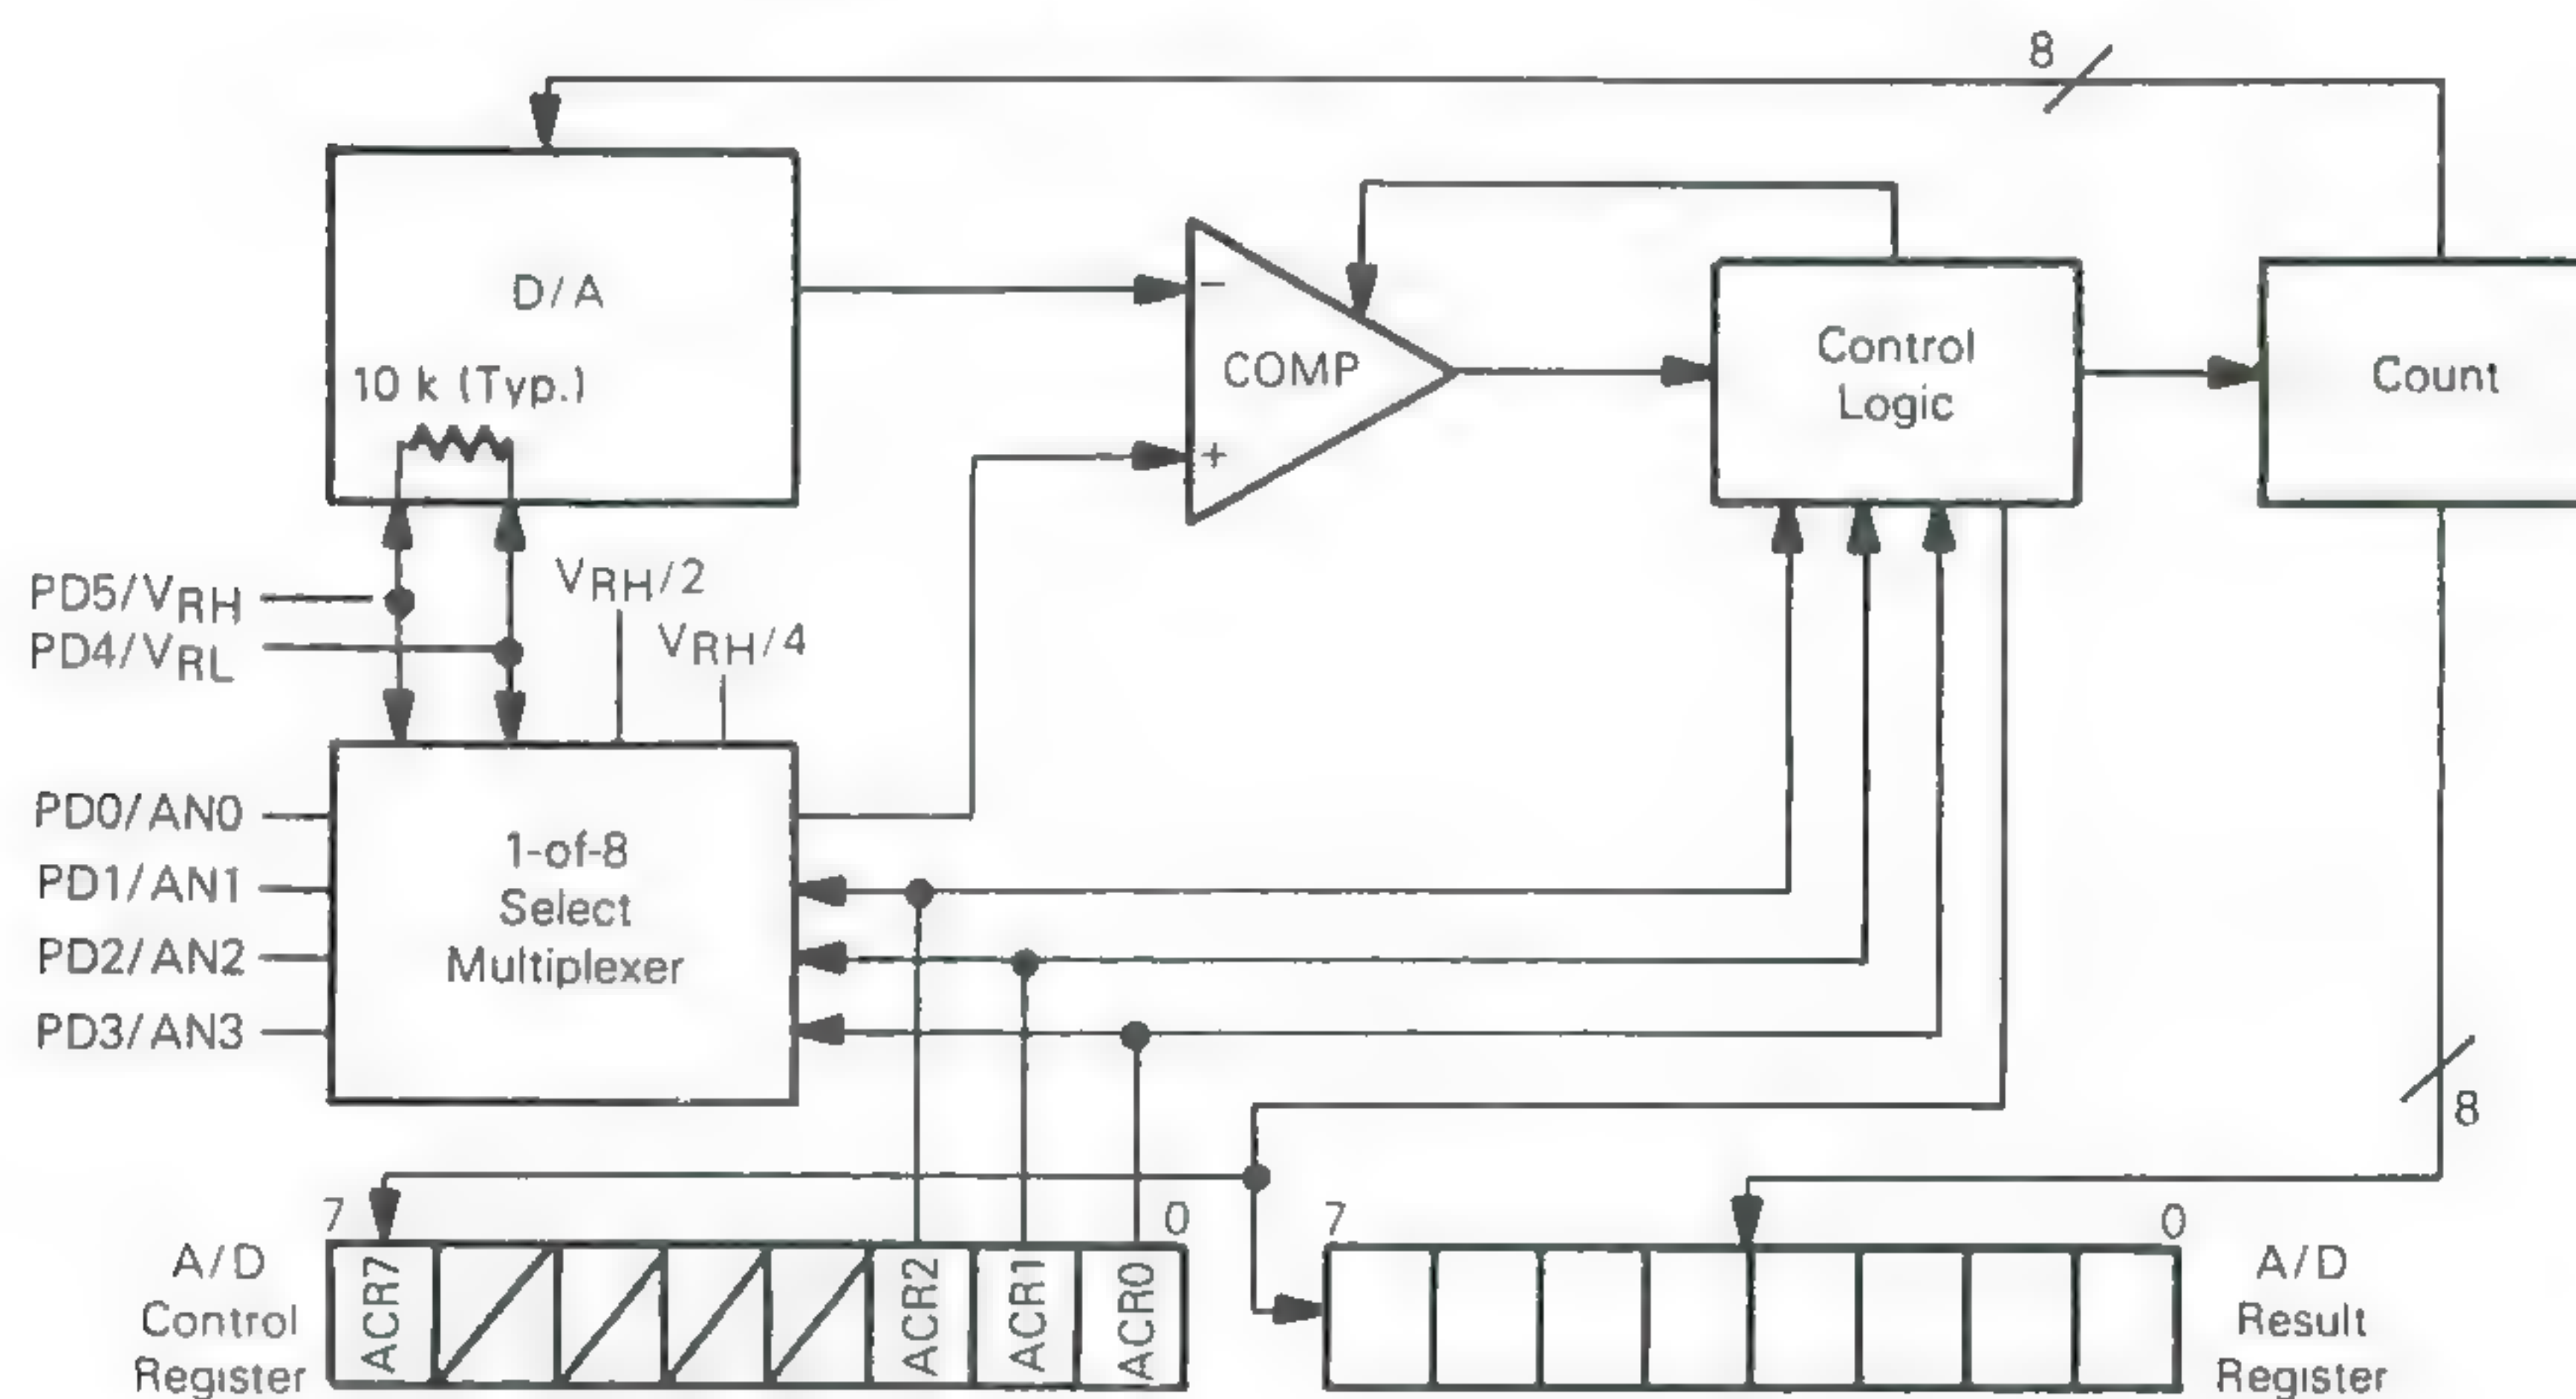 8
D/A
10 k (Typ.)
-
COMP
+
Control
Logic
Count
PD5/VRH
PD4/VRL
VRH/2
VRH/4
PD0/AN0
PD1/AN1
PD2/AN2
PD3/AN3
1-of-8
Select
Multiplexer
8
7
0
A/D
Control
Register
ACR7
ACR2
ACR1
ACR0
7
0
A/D
Result
Register